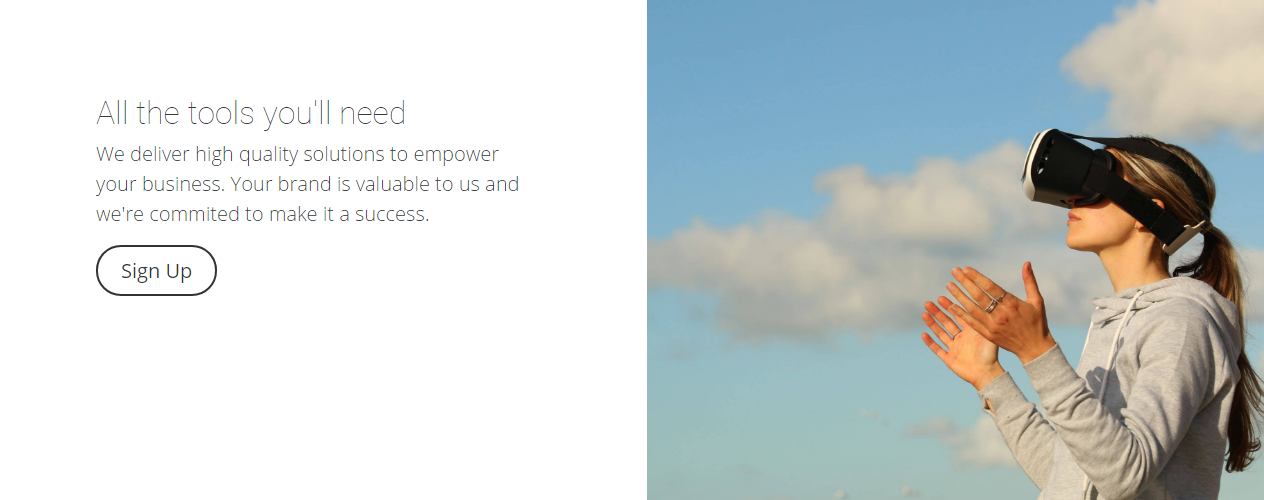 All the tools you'll need
We deliver high quality solutions to empower
your business. Your brand is valuable to us and
we're commited to make it a success.
Sign Up